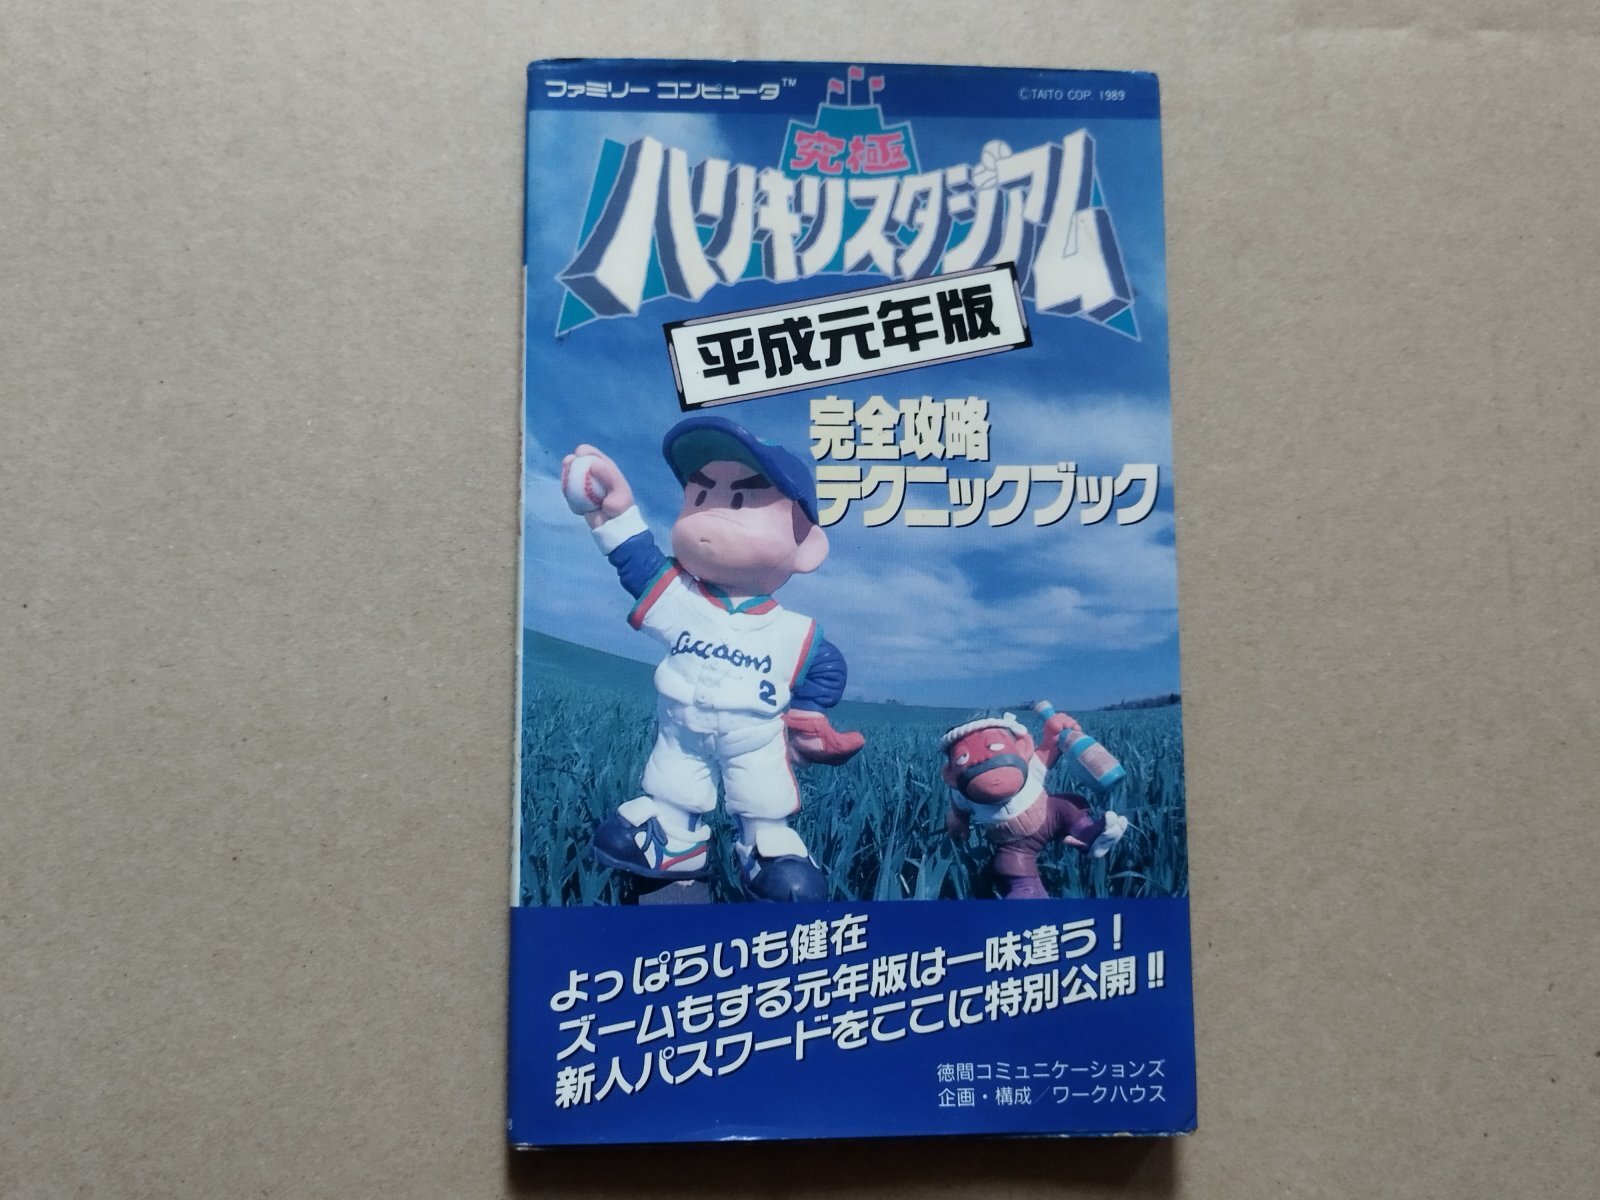 ファミリー コンピュータ™
C:TAITO COP. 1989
究極
ハリキリスタジアム
平成元年版
完全攻略
テクニックブック
2
よっぱらいも健在
ズームもする元年版は一味違う!
新人パスワードをここに特別公開!!
徳間コミュニケーションズ
企画・構成/ワークハウス
8